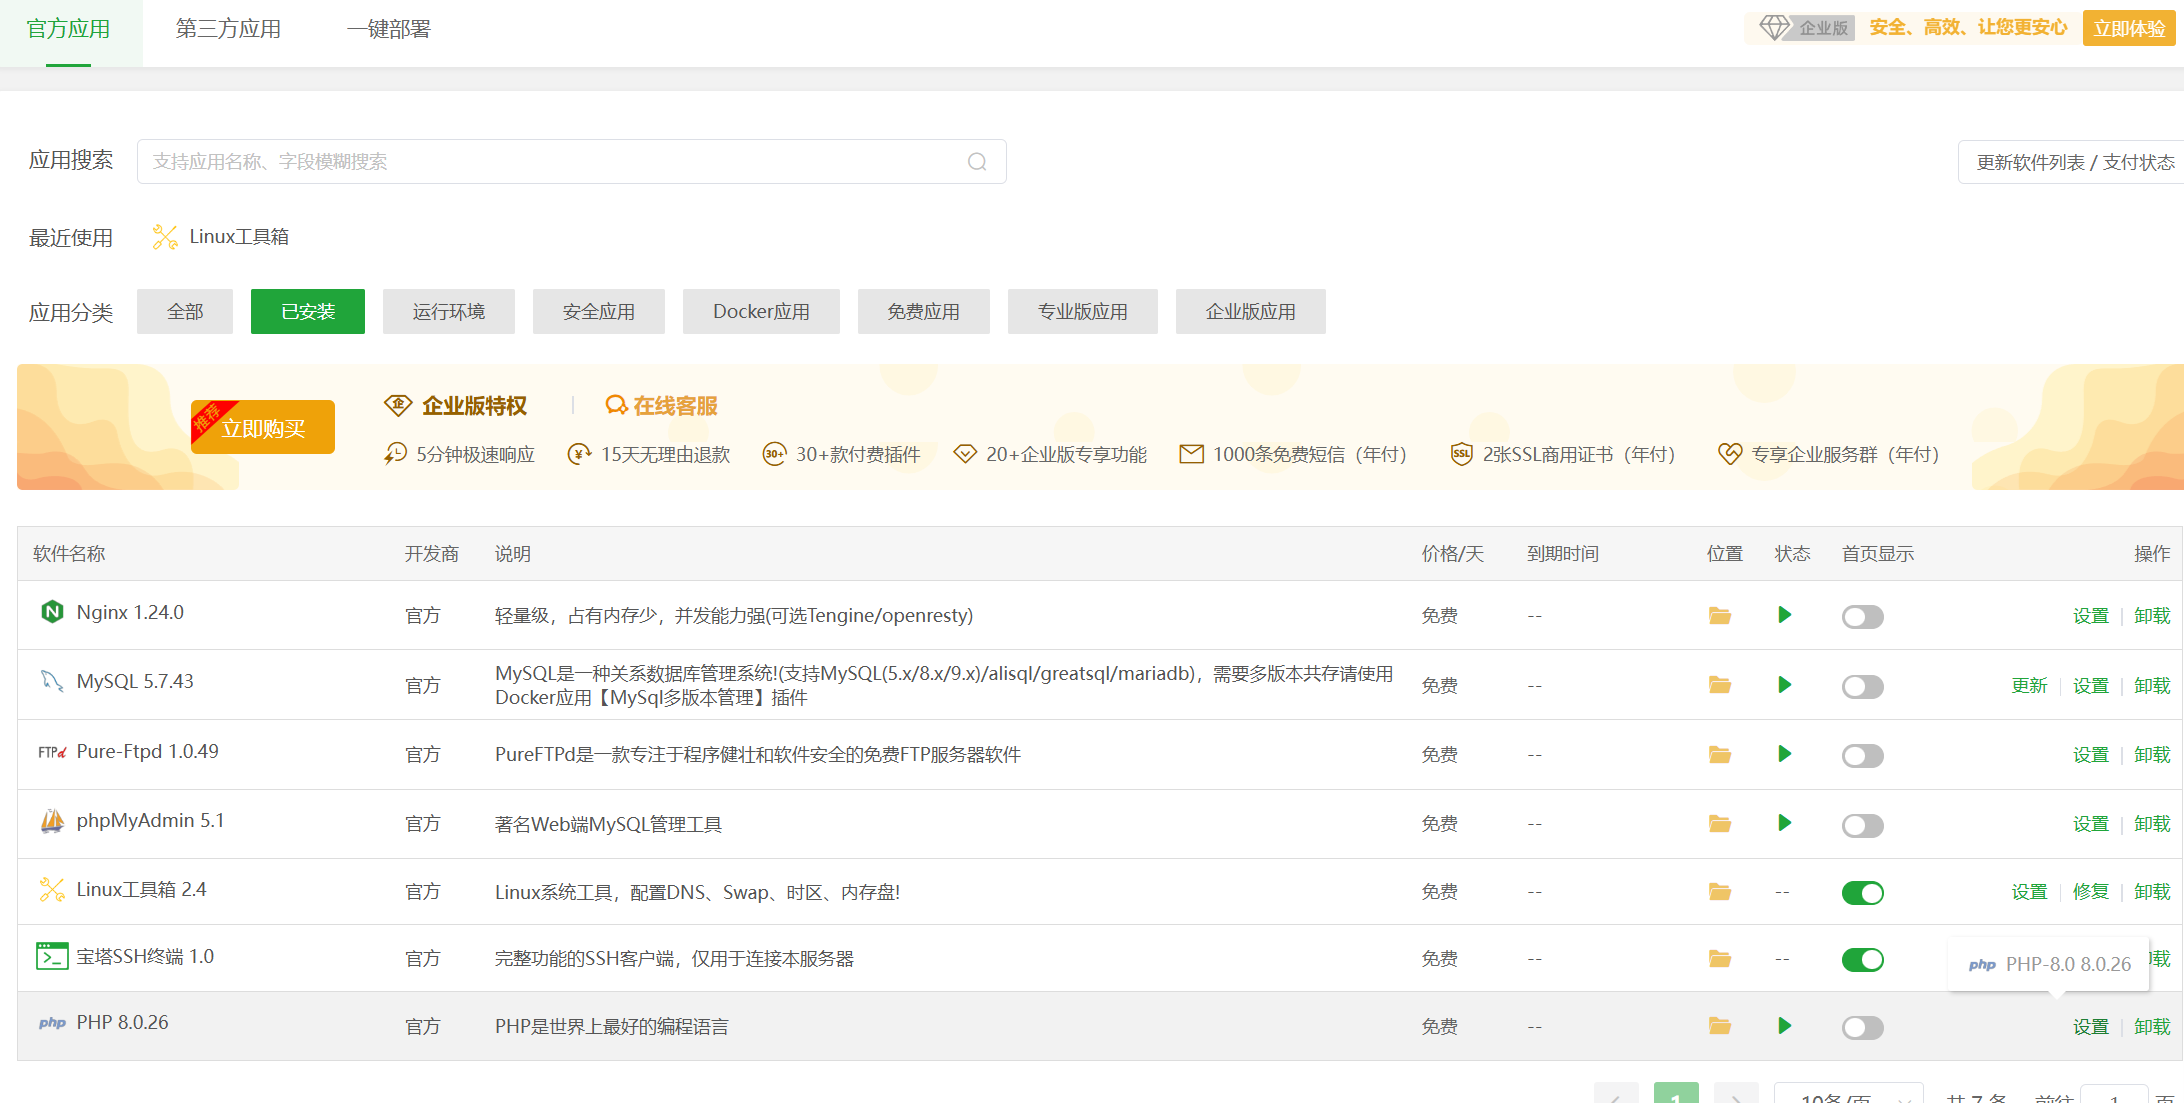 官方应用 第三方应用 一键部署 企业版 安全、高效、让您更安心 立即体验
应用搜索 支持应用名称、字段模糊搜索 更新软件列表 / 支付状态
最近使用 Linux工具箱
应用分类 全部 已安装 运行环境 安全应用 Docker应用 免费应用 专业版应用 企业版应用
推荐 立即购买 企 企业版特权 在线客服
5分钟极速响应 ¥ 15天无理由退款 30+ 30+款付费插件 20+企业版专享功能 1000条免费短信（年付） SSL 2张SSL商用证书（年付） 专享企业服务群（年付）
软件名称 开发商 说明 价格/天 到期时间 位置 状态 首页显示 操作
Nginx 1.24.0 官方 轻量级，占有内存少，并发能力强(可选Tengine/openresty) 免费 -- 设置 | 卸载
MySQL 5.7.43 官方 MySQL是一种关系数据库管理系统!(支持MySQL(5.x/8.x/9.x)/alisql/greatsql/mariadb)，需要多版本共存请使用 免费 -- 更新 | 设置 | 卸载
Docker应用【MySql多版本管理】插件
FTPd Pure-Ftpd 1.0.49 官方 PureFTPd是一款专注于程序健壮和软件安全的免费FTP服务器软件 免费 -- 设置 | 卸载
phpMyAdmin 5.1 官方 著名Web端MySQL管理工具 免费 -- 设置 | 卸载
Linux工具箱 2.4 官方 Linux系统工具，配置DNS、Swap、时区、内存盘! 免费 -- -- 设置 | 修复 | 卸载
宝塔SSH终端 1.0 官方 完整功能的SSH客户端，仅用于连接本服务器 免费 -- -- 载
php PHP-8.0 8.0.26
php PHP 8.0.26 官方 PHP是世界上最好的编程语言 免费 -- 设置 | 卸载
1 10条/页 共 7 条 前往 1 页